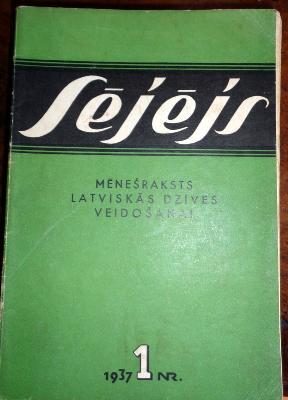 Sējējs
MĒNEŠRAKSTS
LATVISKĀS DZĪVES
VEIDOŠANAI
1937 1 NR.